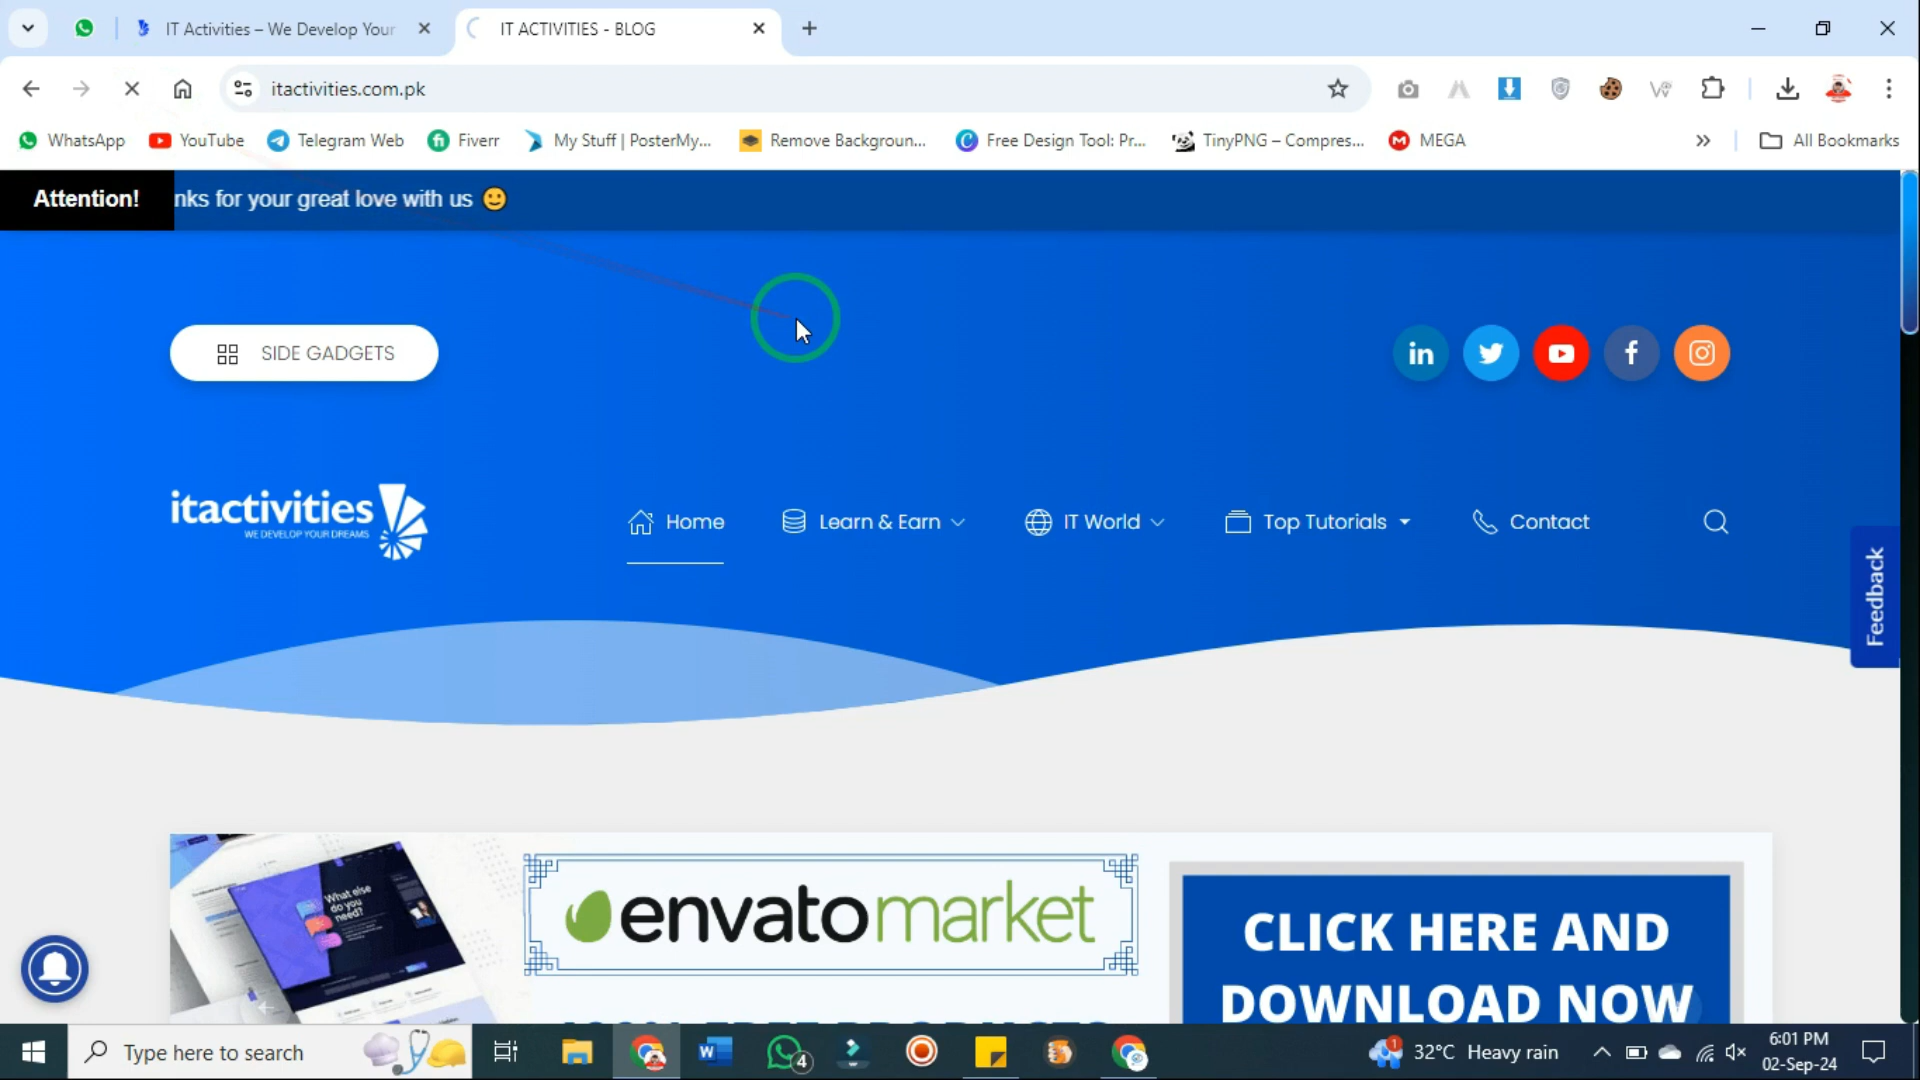 IT Activities – We Develop Your
IT ACTIVITIES - BLOG
itactivities.com.pk
WhatsApp
YouTube
Telegram Web
Fiverr
My Stuff | PosterMy...
Remove Backgroun...
Free Design Tool: Pr...
TinyPNG – Compres...
MEGA
All Bookmarks
Attention!
nks for your great love with us 🙂
SIDE GADGETS
itactivities
WE DEVELOP YOUR DREAMS
Home
Learn & Earn
IT World
Top Tutorials
Contact
Feedback
What else
do you
need?
envatomarket
CLICK HERE AND
DOWNLOAD NOW
Type here to search
4
1
32°C Heavy rain
6:01 PM
02-Sep-24